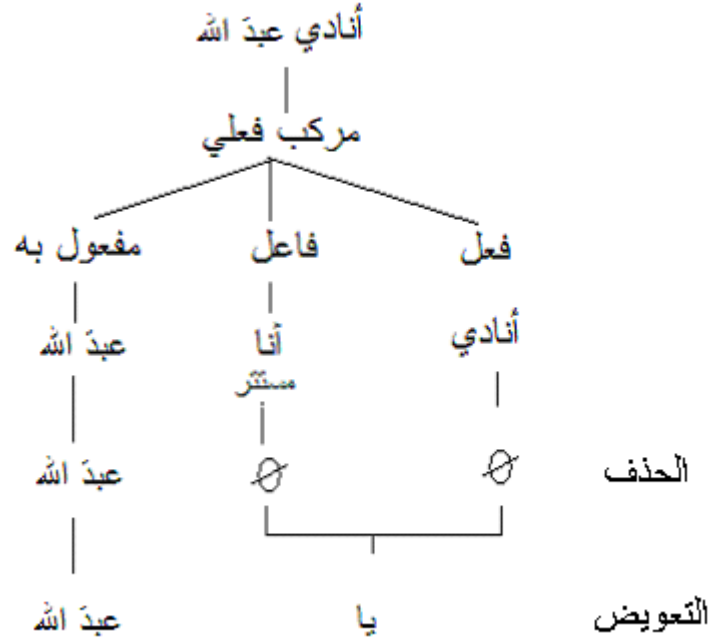 أنادي عبدَ الله
مركب فعلي
فعل فاعل مفعول به
أنادي أنا عبدَ الله
مستتر
الحذف ∅ ∅ عبدَ الله
التعويض يا عبدَ الله